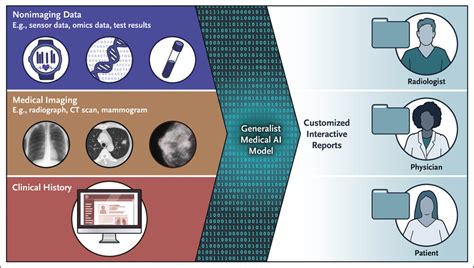 Nonimaging Data
E.g., sensor data, omics data, test results
Medical Imaging
E.g., radiograph, CT scan, mammogram
Clinical History
Generalist
Medical AI
Model
Customized
Interactive
Reports
Radiologist
Physician
Patient